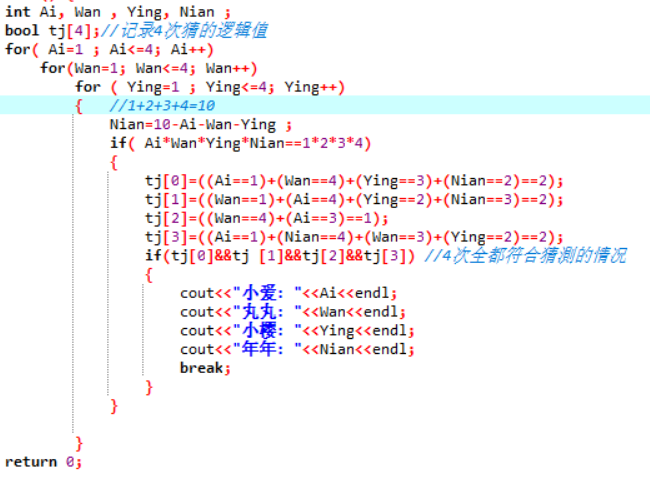 int Ai, Wan , Ying, Nian ;
bool tj[4];//记录4次猜的逻辑值
for( Ai=1 ; Ai<=4; Ai++)
for(Wan=1; Wan<=4; Wan++)
for ( Ying=1 ; Ying<=4; Ying++)
{ //1+2+3+4=10
Nian=10-Ai-Wan-Ying ;
if( Ai*Wan*Ying*Nian==1*2*3*4)
{
tj[0]=((Ai==1)+(Wan==4)+(Ying==3)+(Nian==2)==2);
tj[1]=((Wan==1)+(Ai==4)+(Ying==2)+(Nian==3)==2);
tj[2]=((Wan==4)+(Ai==3)==1);
tj[3]=((Ai==1)+(Nian==4)+(Wan==3)+(Ying==2)==2);
if(tj[0]&&tj [1]&&tj[2]&&tj[3]) //4次全都符合猜测的情况
{
cout<<"小爱: "<<Ai<<endl;
cout<<"丸丸: "<<Wan<<endl;
cout<<"小樱: "<<Ying<<endl;
cout<<"年年: "<<Nian<<endl;
break;
}
}
}
return 0;